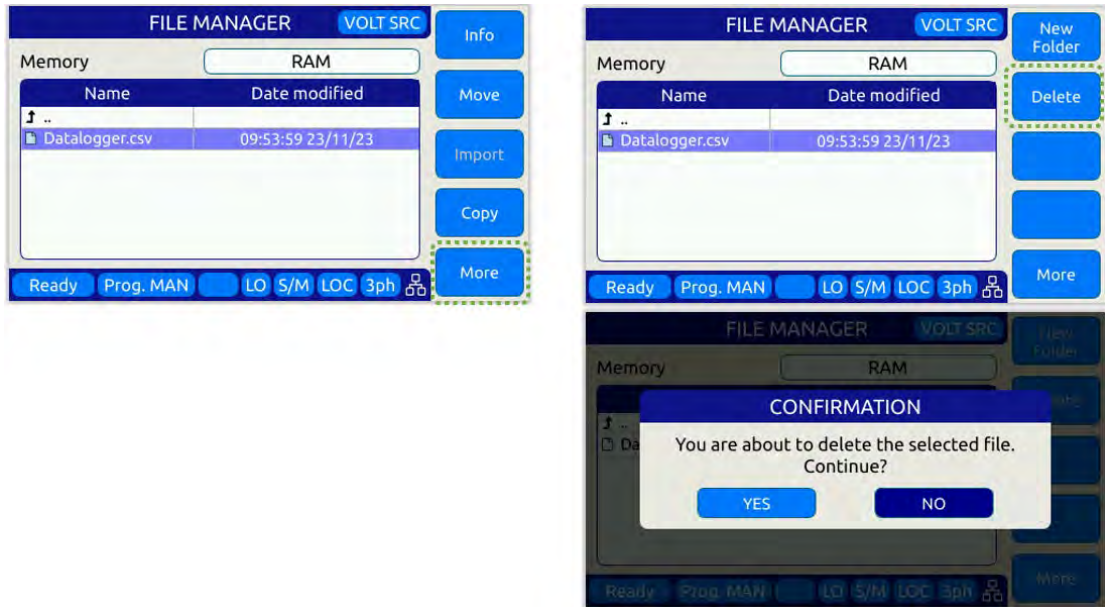 FILE MANAGER VOLT SRC
Info
Memory RAM
Move
Name Date modified
..
Datalogger.csv 09:53:59 23/11/23
Import
Copy
More
Ready Prog. MAN LO S/M LOC 3ph
FILE MANAGER VOLT SRC
New
Folder
Memory RAM
Delete
Name Date modified
..
Datalogger.csv 09:53:59 23/11/23
More
Ready Prog. MAN LO S/M LOC 3ph
FILE MANAGER VOLT SRC
New
Folder
Memory RAM
CONFIRMATION
..
Da
You are about to delete the selected file.
Continue?
YES NO
More
Ready Prog. MAN LO S/M LOC 3ph